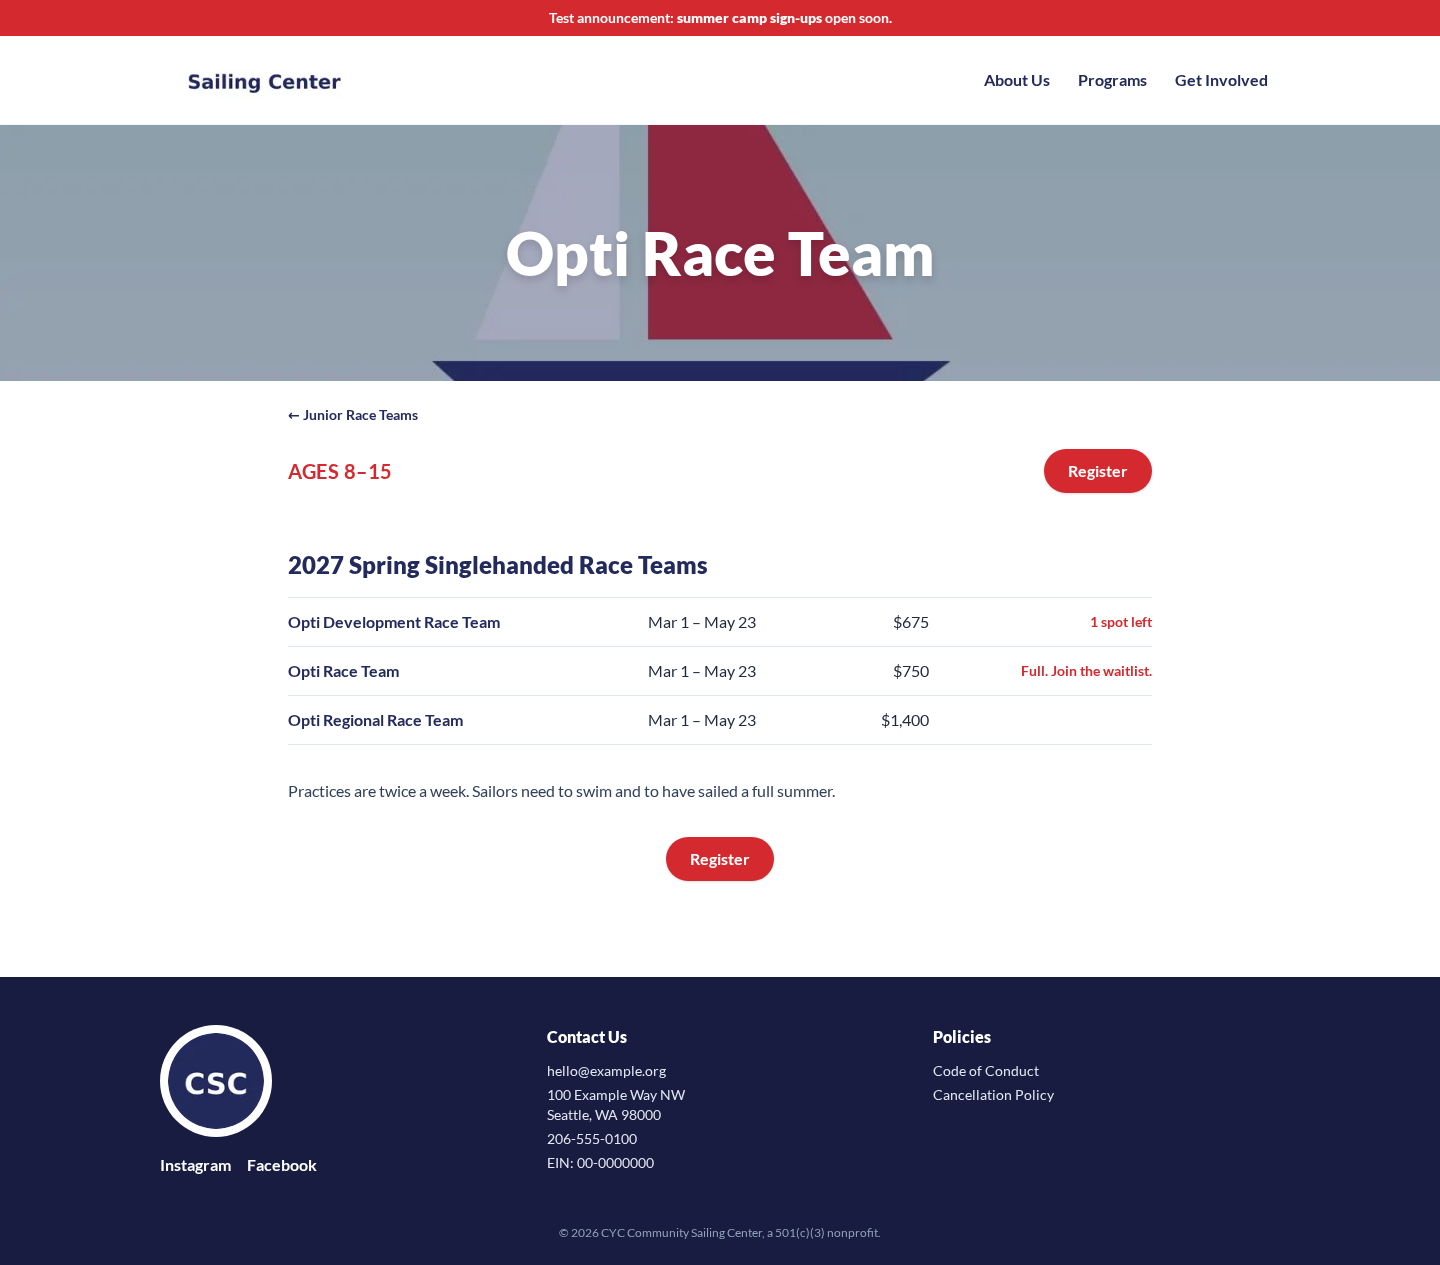 Test announcement: summer camp sign-ups open soon.
Sailing Center
About Us
Programs
Get Involved
Opti Race Team
← Junior Race Teams
AGES 8–15
Register
2027 Spring Singlehanded Race Teams
Opti Development Race Team Mar 1 – May 23 $675 1 spot left
Opti Race Team Mar 1 – May 23 $750 Full. Join the waitlist.
Opti Regional Race Team Mar 1 – May 23 $1,400
Practices are twice a week. Sailors need to swim and to have sailed a full summer.
Register
CSC
Instagram Facebook
Contact Us
hello@example.org
100 Example Way NW
Seattle, WA 98000
206-555-0100
EIN: 00-0000000
Policies
Code of Conduct
Cancellation Policy
© 2026 CYC Community Sailing Center, a 501(c)(3) nonprofit.